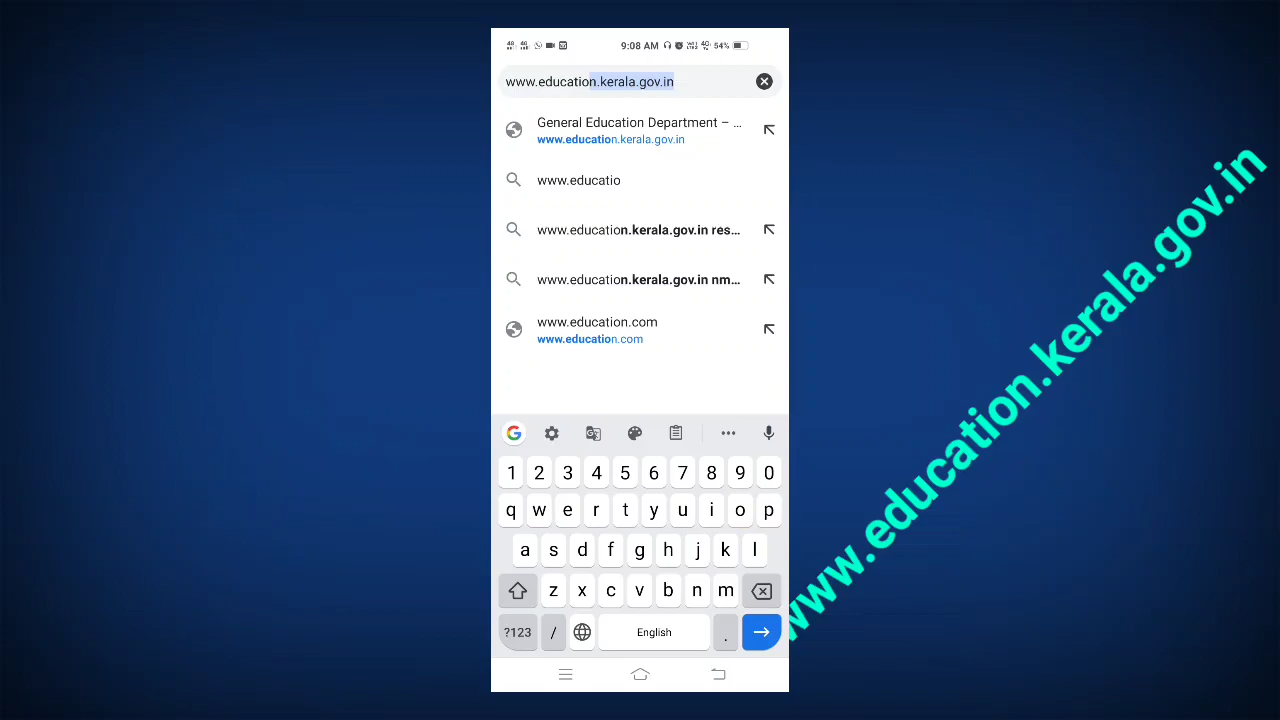 9:08 AM
54%
www.education.kerala.gov.in
General Education Department – ...
www.education.kerala.gov.in
www.educatio
www.education.kerala.gov.in res...
www.education.kerala.gov.in nm...
www.education.com
www.education.com
1 2 3 4 5 6 7 8 9 0
q w e r t y u i o p
a s d f g h j k l
z x c v b n m
?123 / English .
www.education.kerala.gov.in